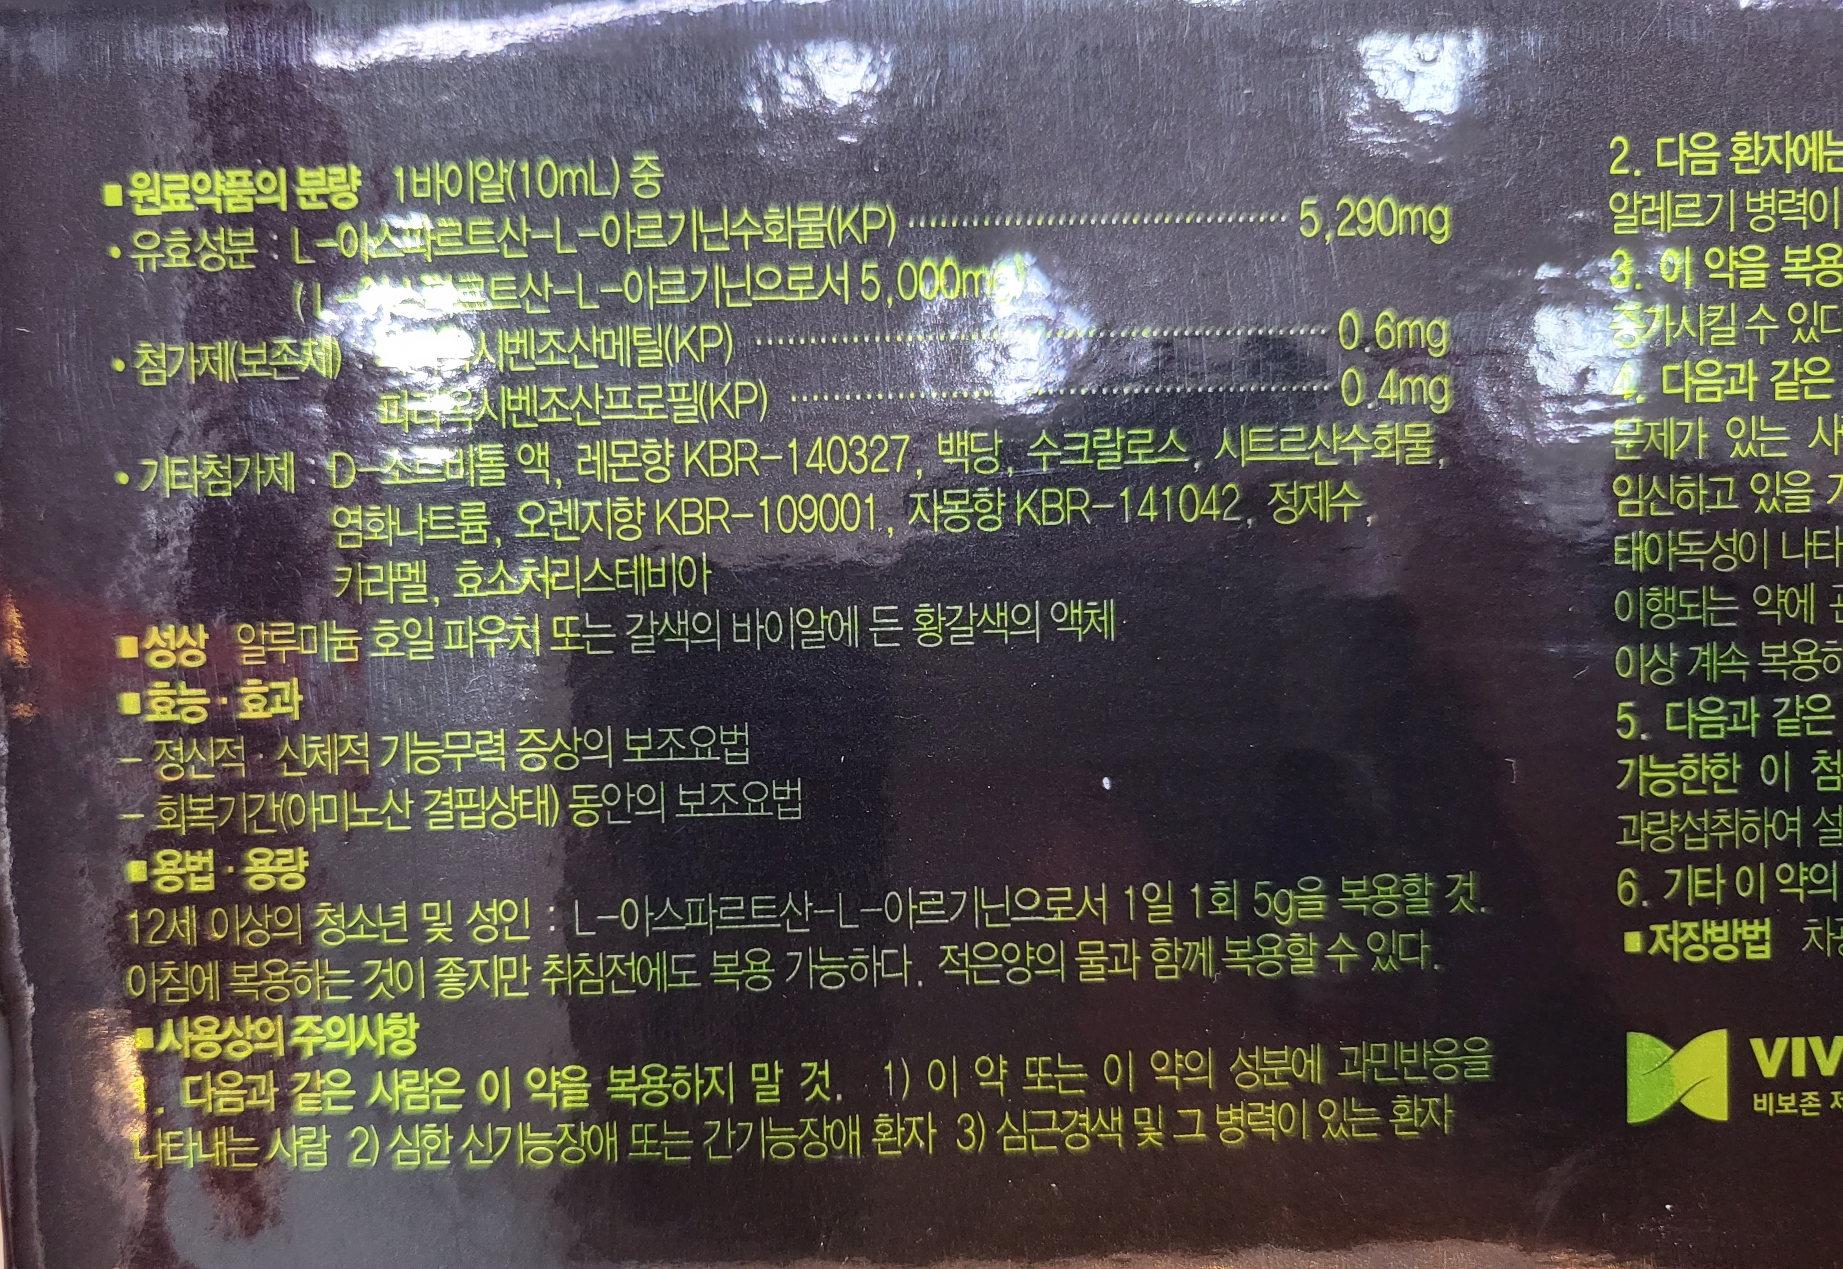 ■ 원료약품의 분량 1바이알(10mL) 중
• 유효성분 : L-아스파르트산-L-아르기닌수화물(KP) ⋯⋯⋯⋯⋯⋯⋯ 5,290mg
(L-아스파르트산-L-아르기닌으로서 5,000mg)
• 첨가제(보존제) 시벤조산메틸(KP) ⋯⋯⋯⋯⋯⋯⋯ 0.6mg
파라옥시벤조산프로필(KP) ⋯⋯⋯⋯⋯⋯⋯ 0.4mg
• 기타첨가제 : D-소르비톨 액, 레몬향 KBR-140327, 백당, 수크랄로스, 시트르산수화물,
염화나트륨, 오렌지향 KBR-109001, 자몽향 KBR-141042, 정제수,
카라멜, 효소처리스테비아
■ 성상 알루미늄 호일 파우처 또는 갈색의 바이알에 든 황갈색의 액체
■ 효능 · 효과
- 정신적 · 신체적 기능무력 증상의 보조요법
- 회복기간(아미노산 결핍상태) 동안의 보조요법
■ 용법 · 용량
12세 이상의 청소년 및 성인 : L-아스파르트산-L-아르기닌으로서 1일 1회 5g을 복용할 것.
아침에 복용하는 것이 좋지만 취침전에도 복용 가능하다. 적은양의 물과 함께 복용할 수 있다.
■ 사용상의 주의사항
1. 다음과 같은 사람은 이 약을 복용하지 말 것. 1) 이 약 또는 이 약의 성분에 과민반응을
나타내는 사람 2) 심한 신기능장애 또는 간기능장애 환자 3) 심근경색 및 그 병력이 있는 환자
2. 다음 환자에는
알레르기 병력이
3. 이 약을 복용
증가시킬 수 있다
4. 다음과 같은
문제가 있는
임신하고 있을
태아독성이 나타
이행되는 약에
이상 계속 복용하
5. 다음과 같은
가능한한 이 첨
과량섭취하여 설
6. 기타 이 약의
■ 저장방법
VIV
비보존 제